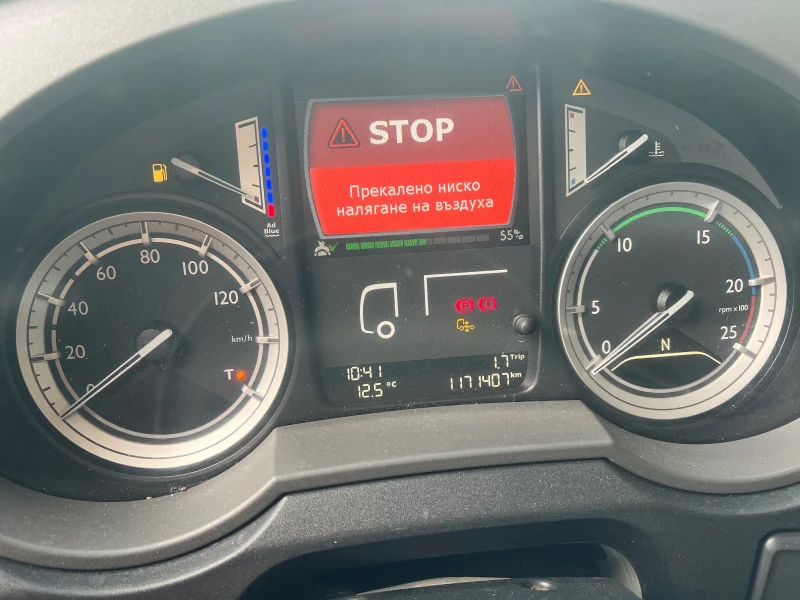 STOP
Прекалено ниско
налягане на въздуха
55%
Ad
Blue
0
20
40
60
80
100
120
km/h
T
0
5
10
15
20
25
rpm x100
N
P
10:41
1.7 Trip
12.5 °C
1171407 km